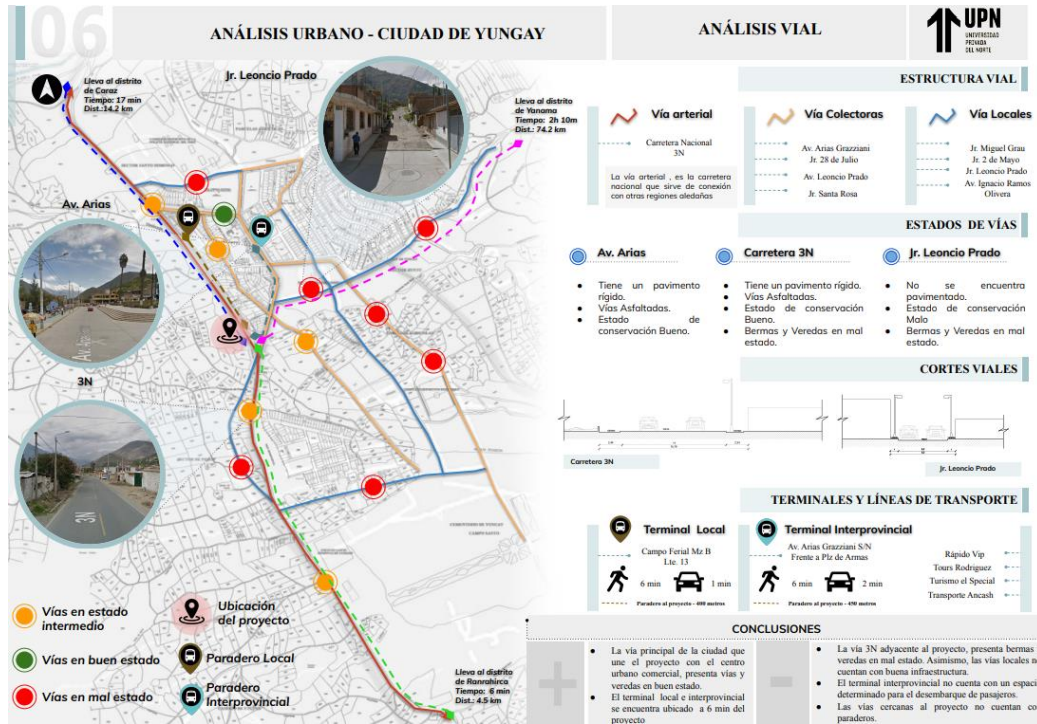 06
ANÁLISIS URBANO - CIUDAD DE YUNGAY
ANÁLISIS VIAL
UPN
UNIVERSIDAD
PRIVADA
DEL NORTE
Lleva al distrito
de Caraz
Tiempo: 17 min
Dist.:14.2 km
Jr. Leoncio Prado
Lleva al distrito
de Yanama
Tiempo: 2h 10m
Dist.: 74.2 km
Av. Arias
Av. Arias
3N
3N
Lleva al distrito
de Ranrahirca
Tiempo: 6 min
Dist.: 4.5 km
Vías en estado
intermedio
Vías en buen estado
Vías en mal estado
Ubicación
del proyecto
Paradero Local
Paradero
Interprovincial
ESTRUCTURA VIAL
Vía arterial
Carretera Nacional
3N
La vía arterial , es la carretera
nacional que sirve de conexión
con otras regiones aledañas
Vía Colectoras
Av. Arias Grazziani
Jr. 28 de Julio
Av. Leoncio Prado
Jr. Santa Rosa
Vía Locales
Jr. Miguel Grau
Jr. 2 de Mayo
Jr. Leoncio Prado
Av. Ignacio Ramos
Olivera
ESTADOS DE VÍAS
Av. Arias
• Tiene un pavimento
rígido.
• Vías Asfaltadas.
• Estado de
conservación Bueno.
Carretera 3N
• Tiene un pavimento rígido.
• Vías Asfaltadas.
• Estado de conservación
Bueno.
• Bermas y Veredas en mal
estado.
Jr. Leoncio Prado
• No se encuentra
pavimentado.
• Estado de conservación
Malo
• Bermas y Veredas en mal
estado.
CORTES VIALES
Carretera 3N
Jr. Leoncio Prado
TERMINALES Y LÍNEAS DE TRANSPORTE
Terminal Local
Campo Ferial Mz B
Lte. 13
6 min
1 min
Paradero al proyecto - 400 metros
Terminal Interprovincial
Av. Arias Grazziani S/N
Frente a Plz de Armas
6 min
2 min
Paradero al proyecto - 450 metros
Rápido Vip
Tours Rodriguez
Turismo el Special
Transporte Ancash
CONCLUSIONES
• La vía principal de la ciudad que
une el proyecto con el centro
urbano comercial, presenta vías y
veredas en buen estado.
• El terminal local e interprovincial
se encuentra ubicado a 6 min del
proyecto
• La vía 3N adyacente al proyecto, presenta bermas
veredas en mal estado. Asimismo, las vías locales no
cuentan con buena infraestructura.
• El terminal interprovincial no cuenta con un espaci
determinado para el desembarque de pasajeros.
• Las vías cercanas al proyecto no cuentan co
paraderos.